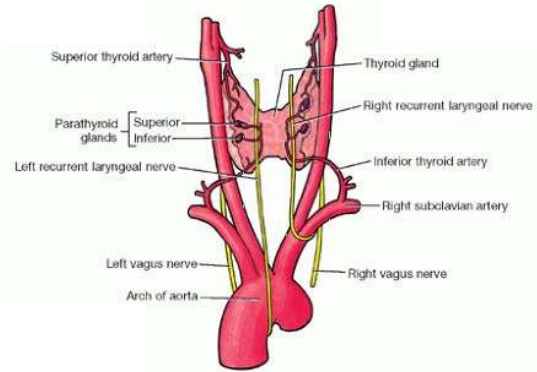 Superior thyroid artery
Thyroid gland
Parathyroid
glands
Superior
Inferior
Right recurrent laryngeal nerve
Left recurrent laryngeal nerve
Inferior thyroid artery
Right subclavian artery
Left vagus nerve
Right vagus nerve
Arch of aorta